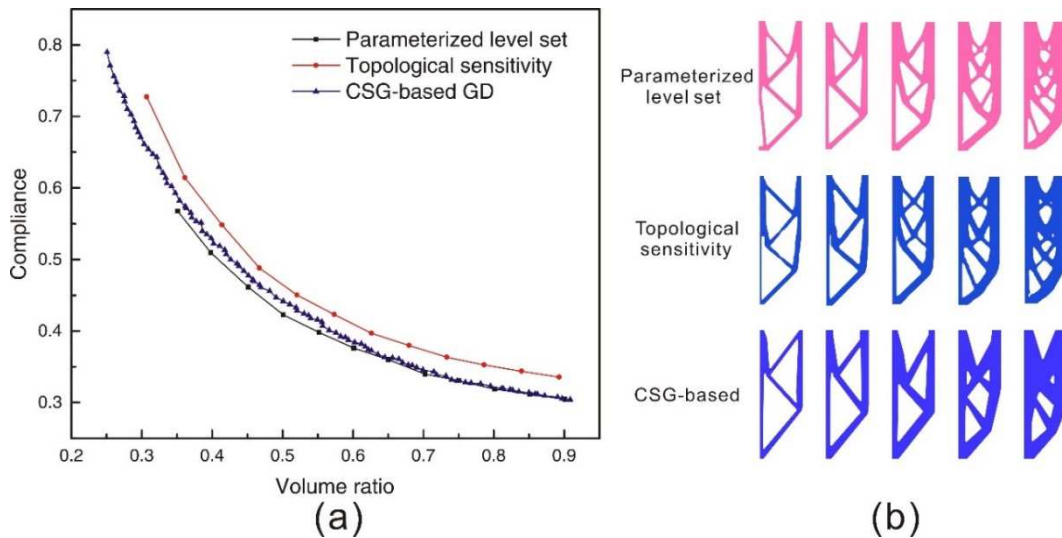 0.8
0.7
0.6
0.5
0.4
0.3
Compliance
0.2 0.3 0.4 0.5 0.6 0.7 0.8 0.9
Volume ratio
Parameterized level set
Topological sensitivity
CSG-based GD
(a)
Parameterized
level set
Topological
sensitivity
CSG-based
(b)